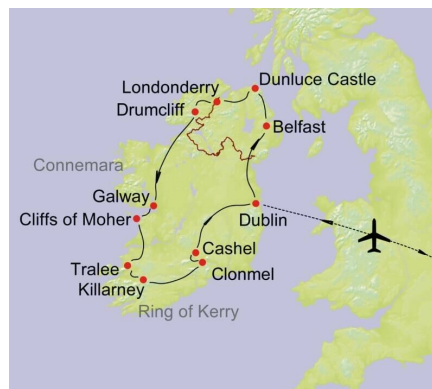 Londonderry
Dunluce Castle
Drumcliff
Belfast
Connemara
Galway
Cliffs of Moher
Dublin
Cashel
Tralee
Clonmel
Killarney
Ring of Kerry